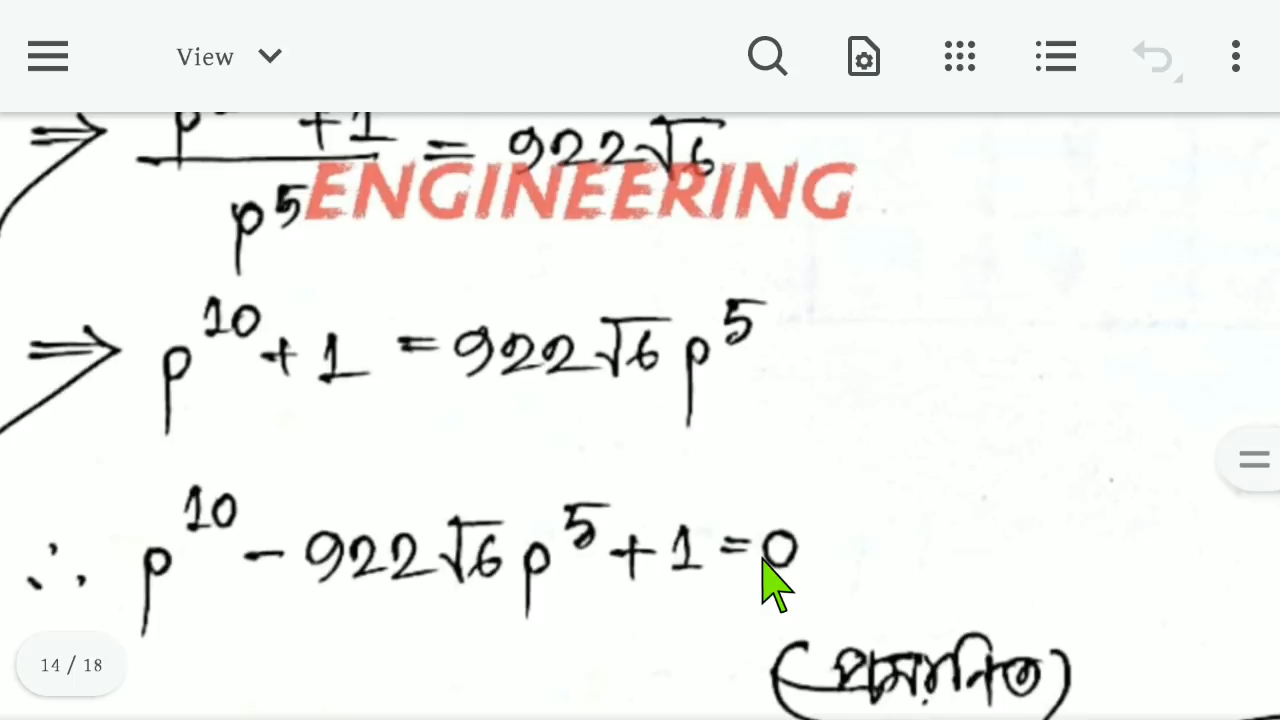 View
⇒ p +1 / p⁵ = 922√6
ENGINEERING
⇒ p¹⁰ + 1 = 922√6 p⁵
∴ p¹⁰ − 922√6 p⁵ + 1 = 0
14 / 18
(প্রমাণিত)